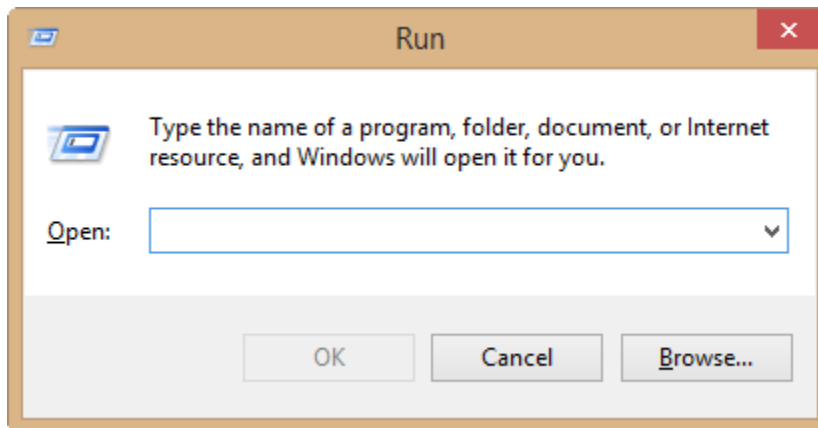 Run
Type the name of a program, folder, document, or Internet
resource, and Windows will open it for you.
Open:
OK Cancel Browse...